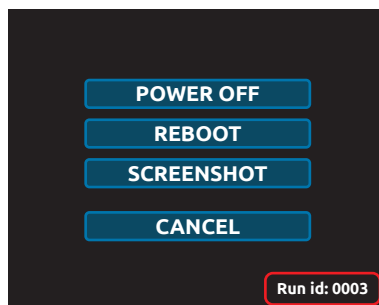 POWER OFF
REBOOT
SCREENSHOT
CANCEL
Run id: 0003